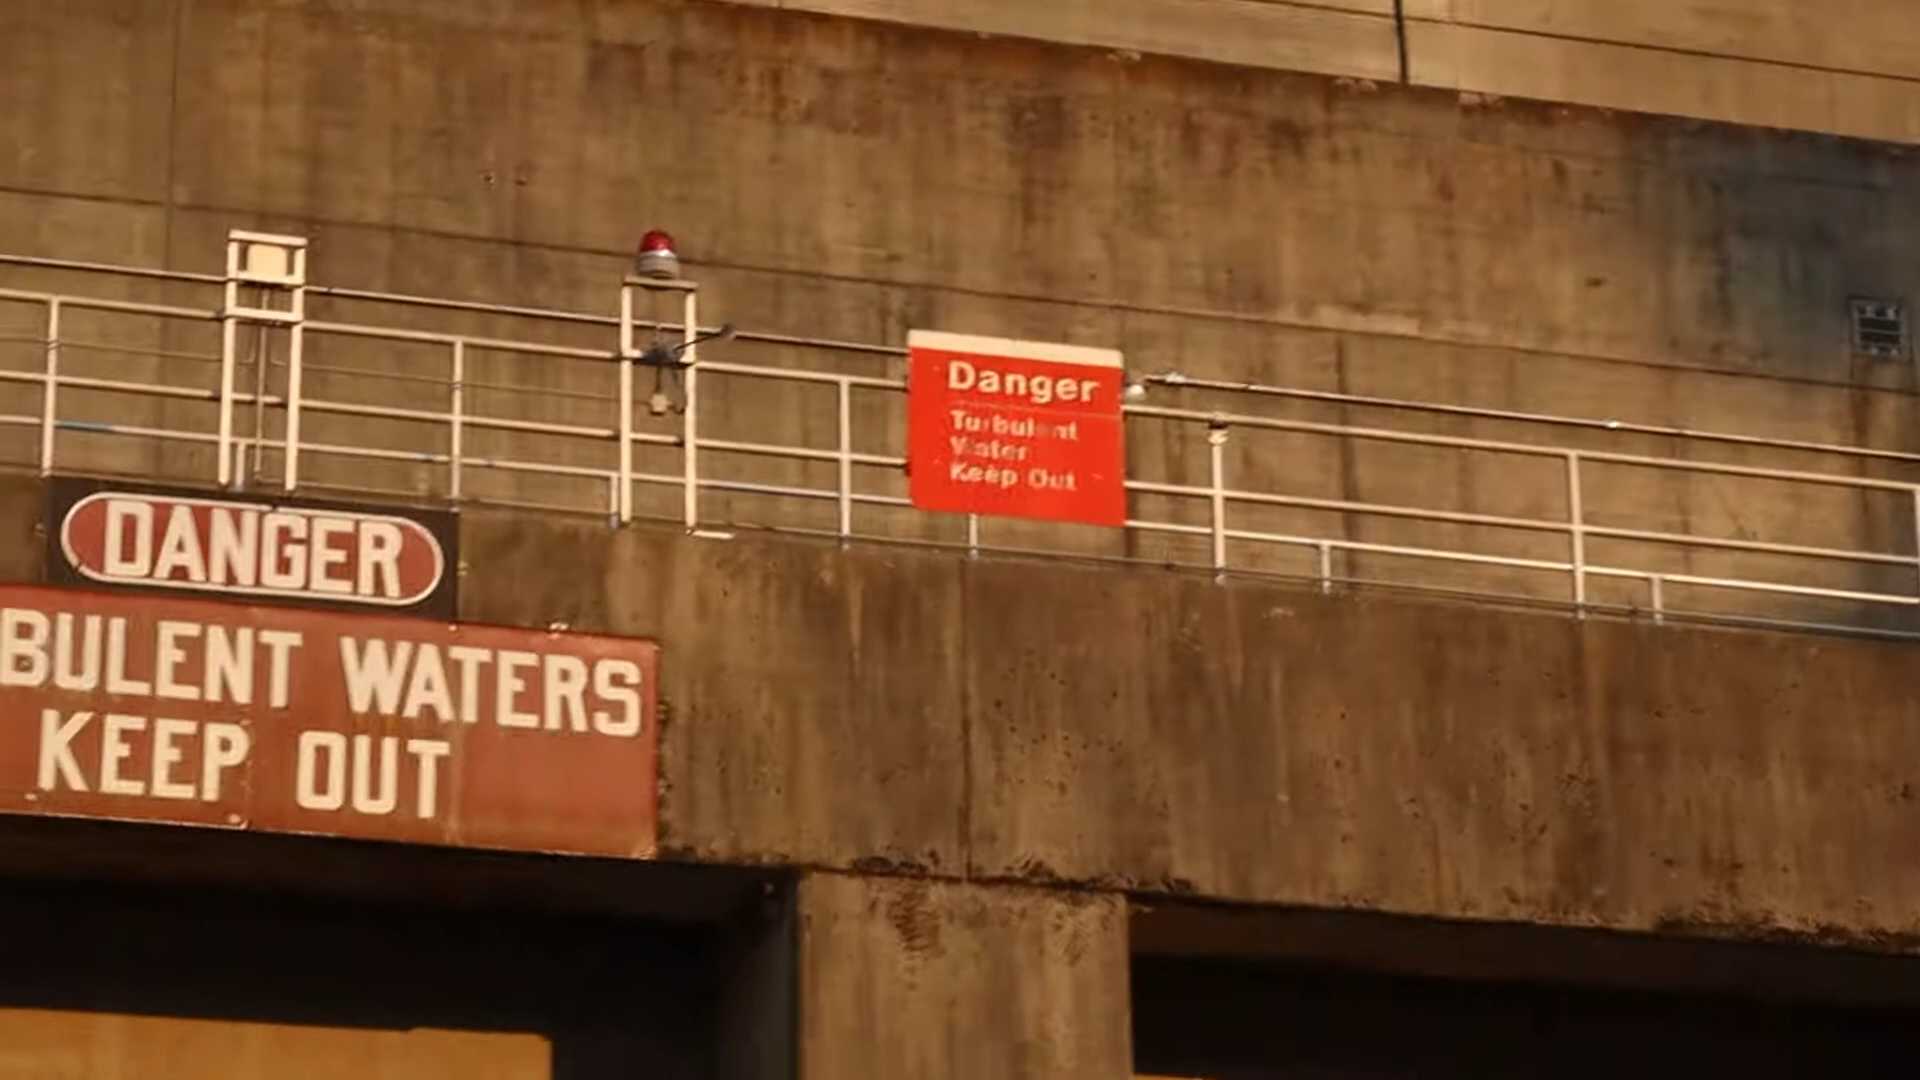 DANGER
BULENT WATERS
KEEP OUT
Danger
Turbulent
Water
Keep Out